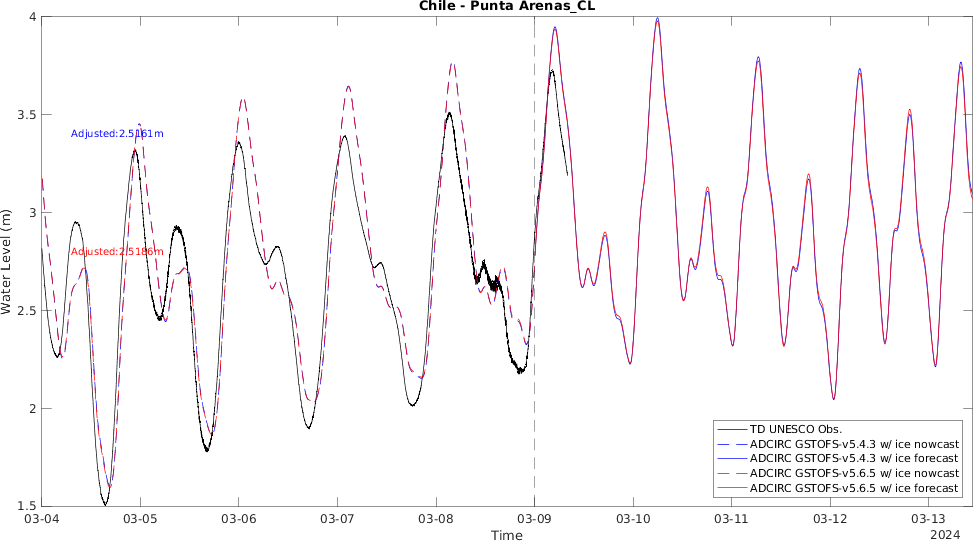 Chile - Punta Arenas_CL
4
3.5
3
2.5
2
1.5
Water Level (m)
Adjusted:2.5161m
Adjusted:2.5186m
TD UNESCO Obs.
ADCIRC GSTOFS-v5.4.3 w/ ice nowcast
ADCIRC GSTOFS-v5.4.3 w/ ice forecast
ADCIRC GSTOFS-v5.6.5 w/ ice nowcast
ADCIRC GSTOFS-v5.6.5 w/ ice forecast
03-04 03-05 03-06 03-07 03-08 03-09 03-10 03-11 03-12 03-13
Time
2024